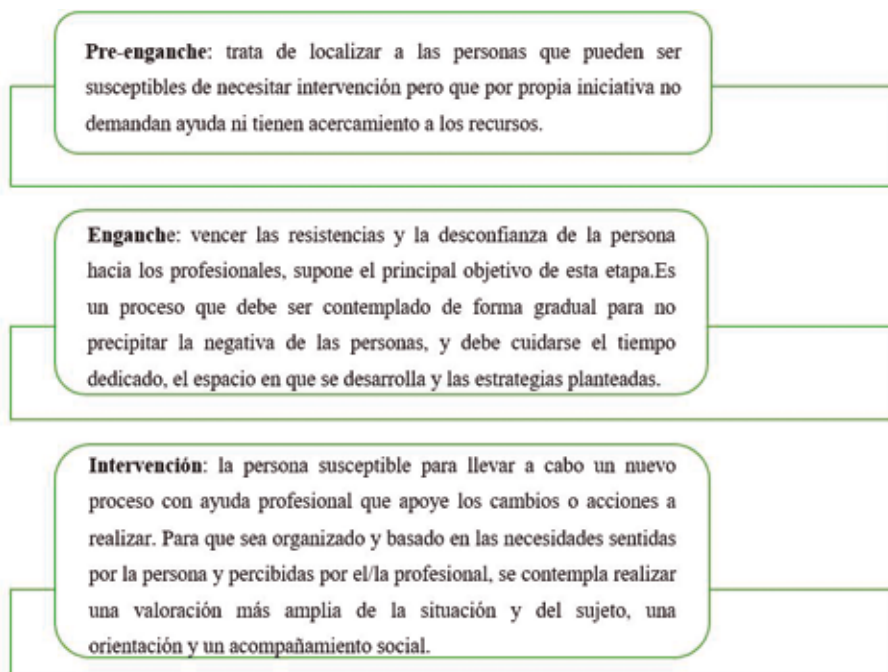 Pre-enganche: trata de localizar a las personas que pueden ser
susceptibles de necesitar intervención pero que por propia iniciativa no
demandan ayuda ni tienen acercamiento a los recursos.
Enganche: vencer las resistencias y la desconfianza de la persona
hacia los profesionales, supone el principal objetivo de esta etapa.Es
un proceso que debe ser contemplado de forma gradual para no
precipitar la negativa de las personas, y debe cuidarse el tiempo
dedicado, el espacio en que se desarrolla y las estrategias planteadas.
Intervención: la persona susceptible para llevar a cabo un nuevo
proceso con ayuda profesional que apoye los cambios o acciones a
realizar. Para que sea organizado y basado en las necesidades sentidas
por la persona y percibidas por el/la profesional, se contempla realizar
una valoración más amplia de la situación y del sujeto, una
orientación y un acompañamiento social.